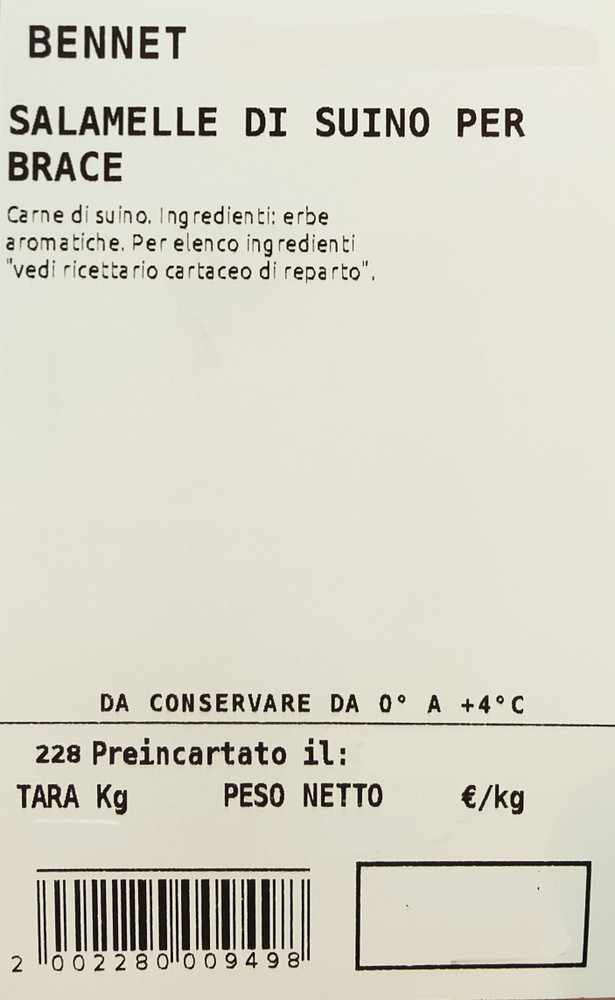 BENNET
SALAMELLE DI SUINO PER
BRACE
Carne di suino. Ingredienti: erbe
aromatiche. Per elenco ingredienti
"vedi ricettario cartaceo di reparto".
DA CONSERVARE DA 0° A +4°C
228 Preincartato il:
TARA Kg PESO NETTO €/kg
2 002280 009498